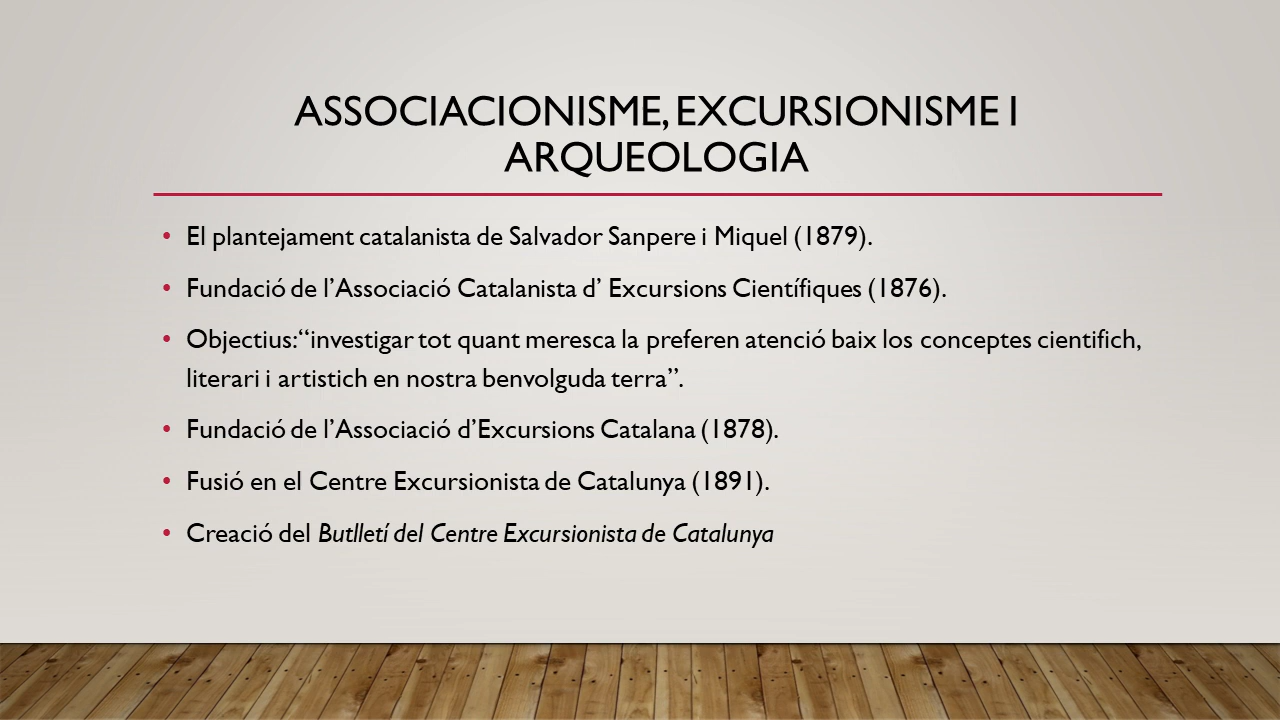 ASSOCIACIONISME, EXCURSIONISME I
ARQUEOLOGIA
• El plantejament catalanista de Salvador Sanpere i Miquel (1879).
• Fundació de l’Associació Catalanista d’ Excursions Científiques (1876).
• Objectius:“investigar tot quant meresca la preferen atenció baix los conceptes cientifich,
literari i artistich en nostra benvolguda terra”.
• Fundació de l’Associació d’Excursions Catalana (1878).
• Fusió en el Centre Excursionista de Catalunya (1891).
• Creació del Butlletí del Centre Excursionista de Catalunya